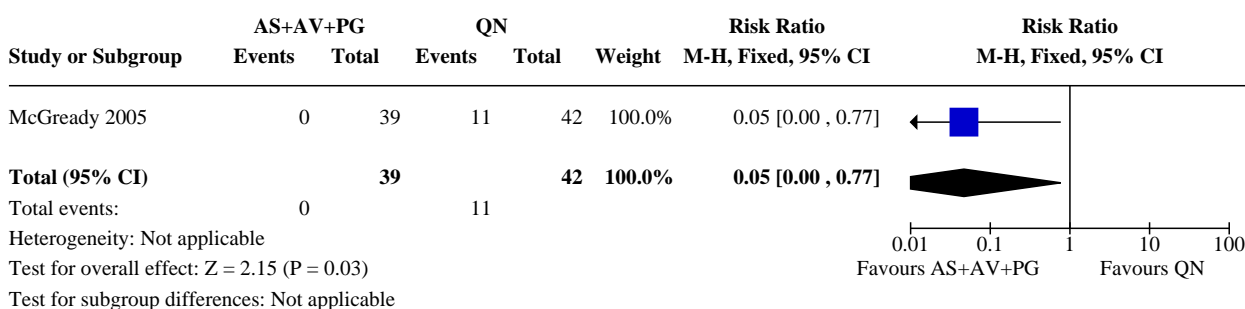 AS+AV+PG QN Risk Ratio Risk Ratio
Study or Subgroup Events Total Events Total Weight M-H, Fixed, 95% CI M-H, Fixed, 95% CI
McGready 2005 0 39 11 42 100.0% 0.05 [0.00 , 0.77]
Total (95% CI) 39 42 100.0% 0.05 [0.00 , 0.77]
Total events: 0 11
Heterogeneity: Not applicable
0.01 0.1 1 10 100
Test for overall effect: Z = 2.15 (P = 0.03) Favours AS+AV+PG Favours QN
Test for subgroup differences: Not applicable